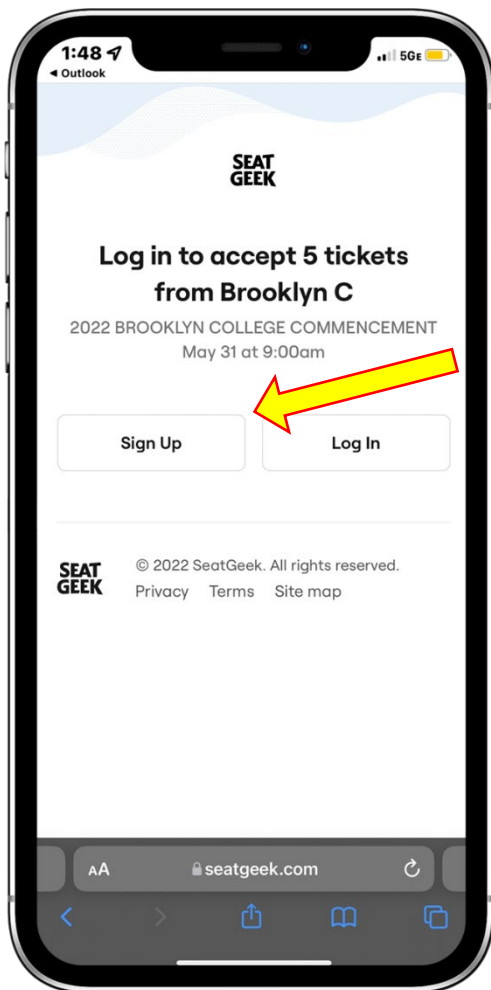 1:48
5GE
◀ Outlook
SEAT
GEEK
Log in to accept 5 tickets
from Brooklyn C
2022 BROOKLYN COLLEGE COMMENCEMENT
May 31 at 9:00am
Sign Up
Log In
SEAT
GEEK
© 2022 SeatGeek. All rights reserved.
Privacy Terms Site map
AA
seatgeek.com